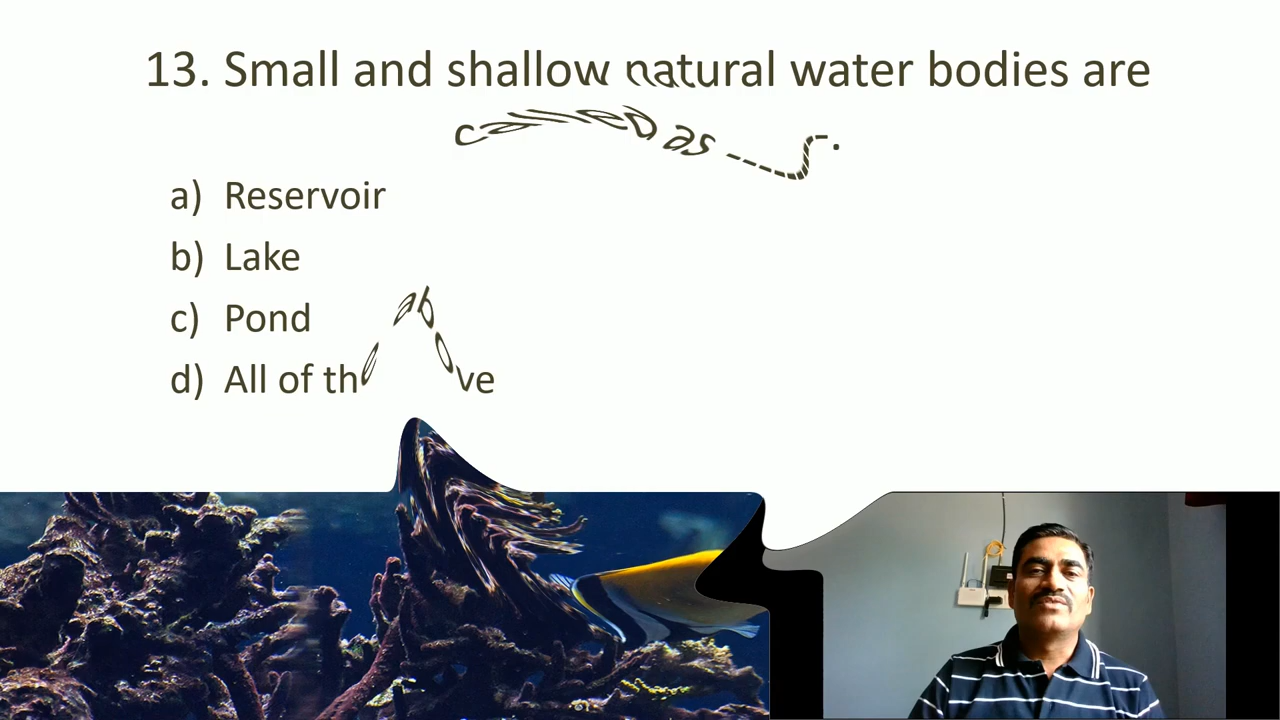 13. Small and shallow natural water bodies are
called as -----.
a) Reservoir
b) Lake
c) Pond
d) All of the above